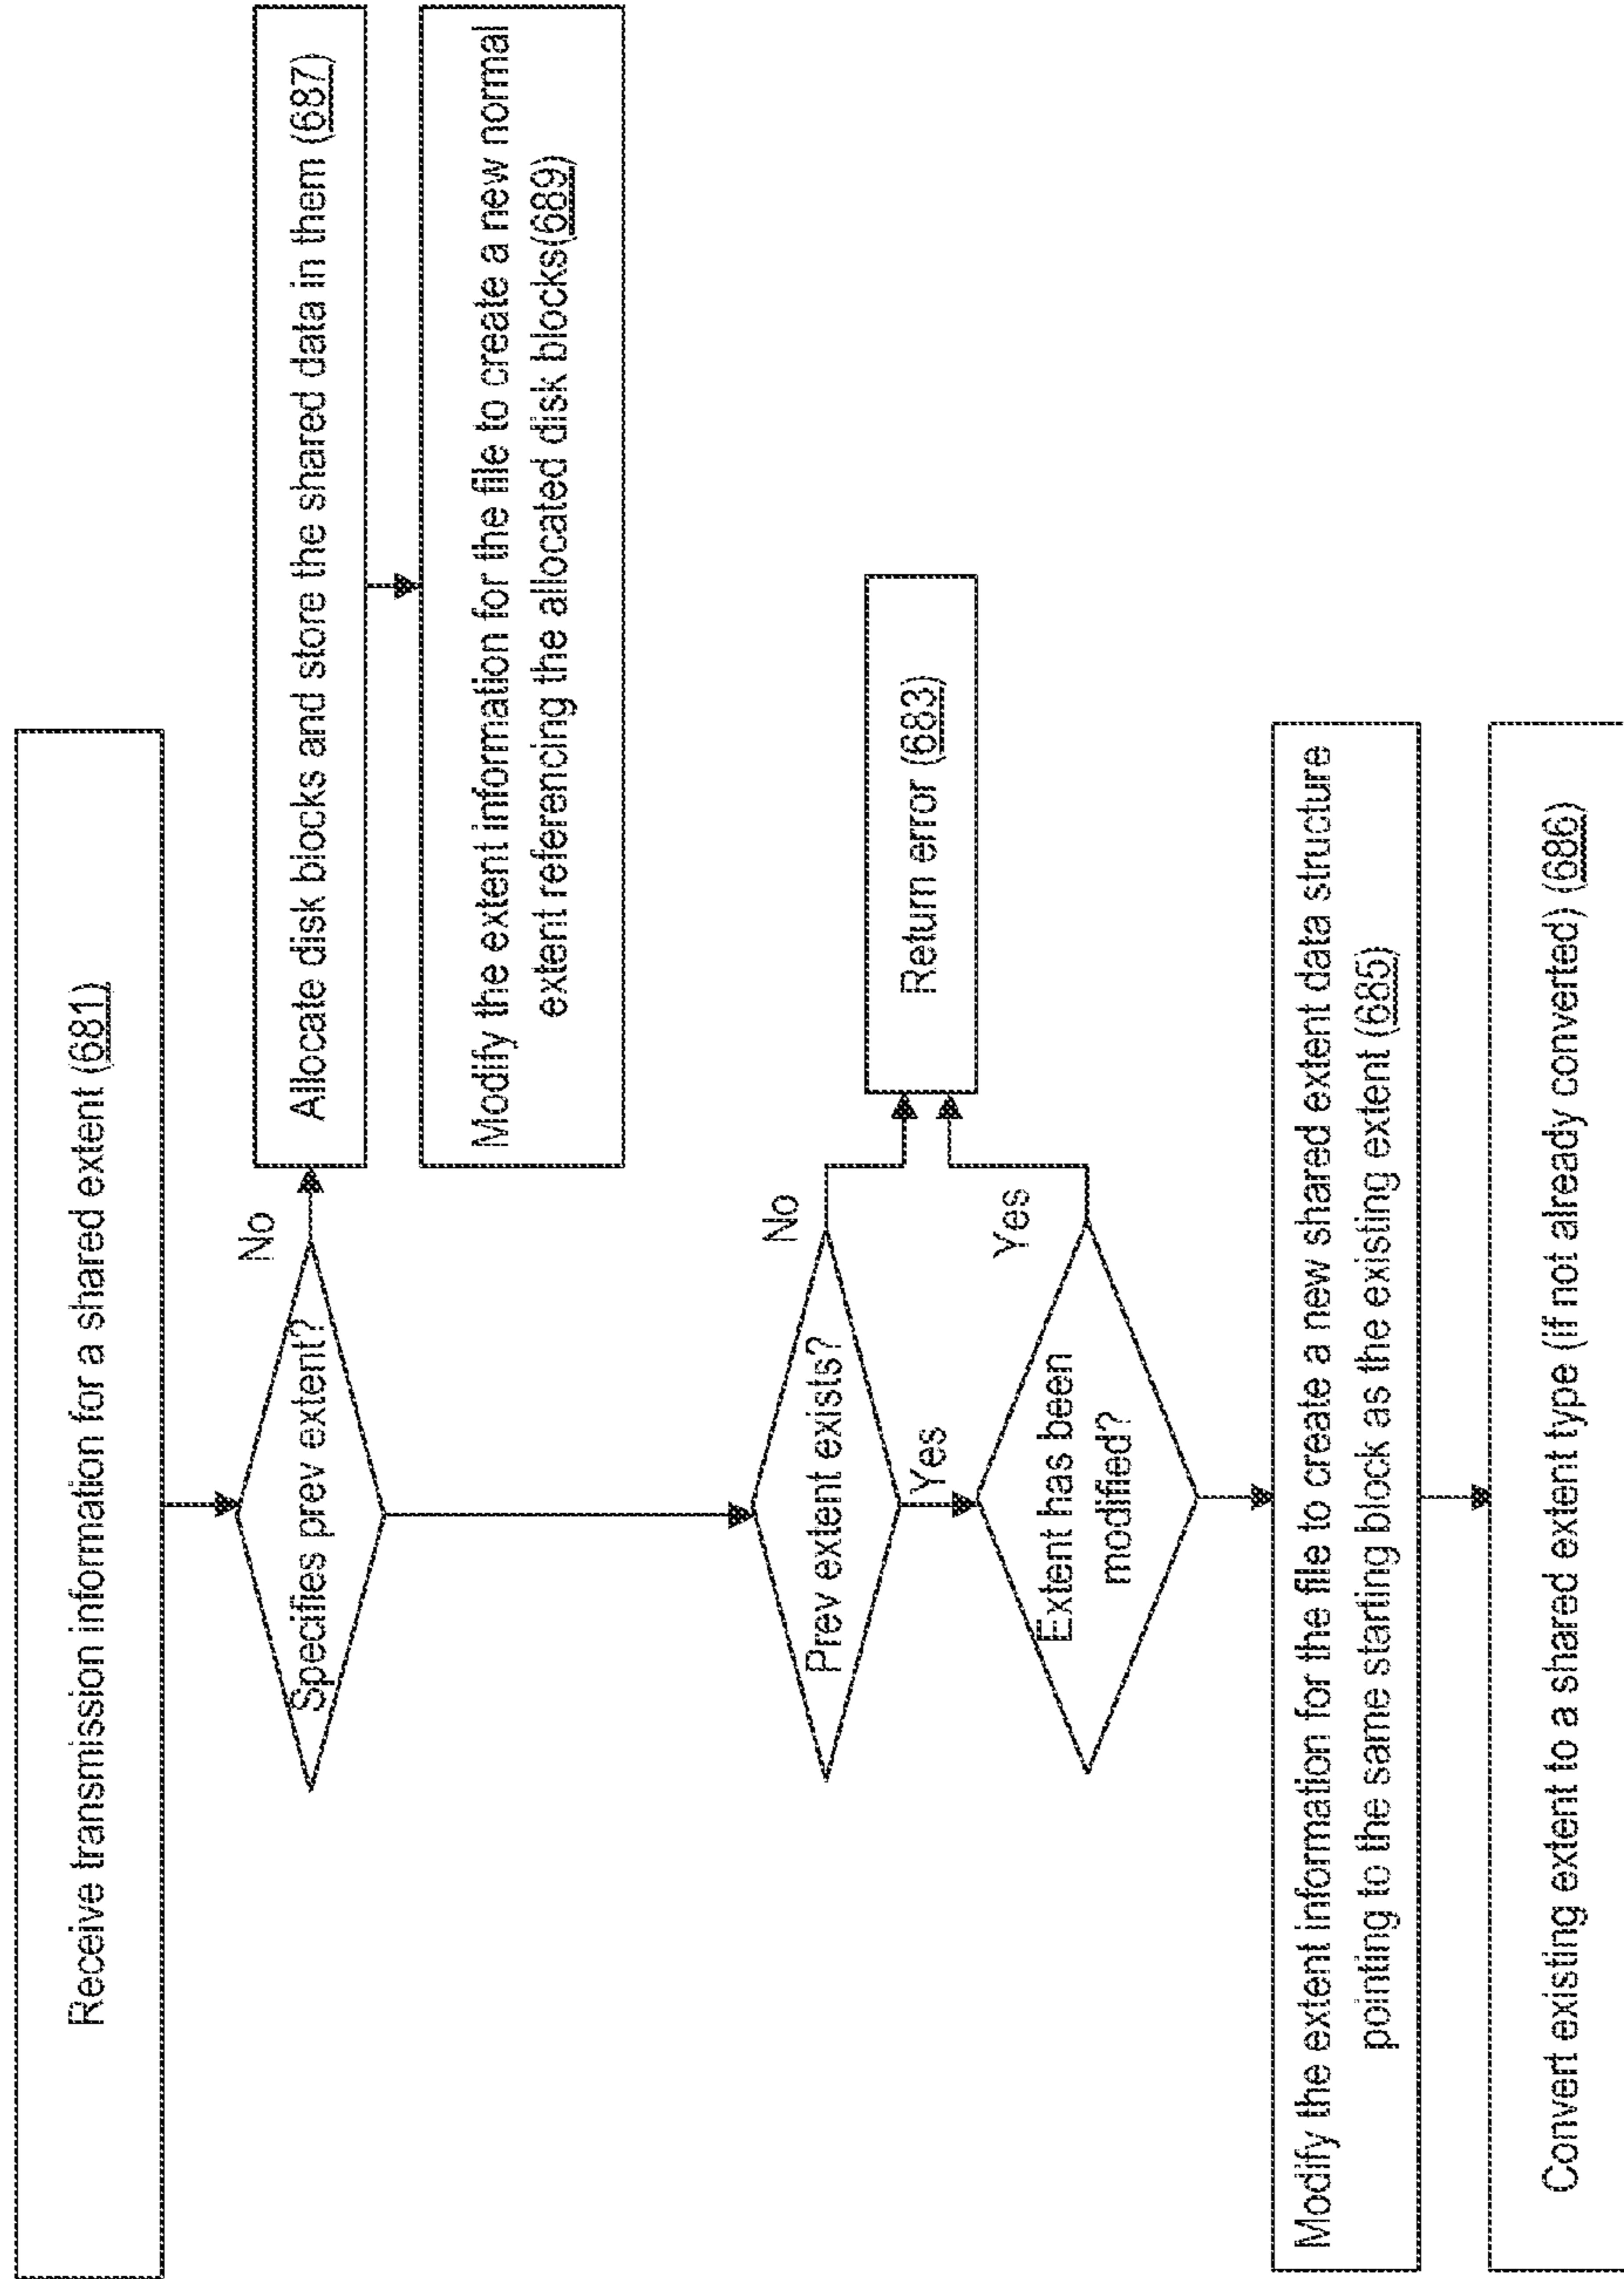 Receive transmission information for a shared extent (681)
Specifies prev extent?
No
Allocate disk blocks and store the shared data in them (687)
Modify the extent information for the file to create a new normal
extent referencing the allocated disk blocks(689)
Prev extent exists?
No
Return error (683)
Yes
Extent has been
modified?
Yes
Modify the extent information for the file to create a new shared extent data structure
pointing to the same starting block as the existing extent (685)
Convert existing extent to a shared extent type (if not already converted) (686)